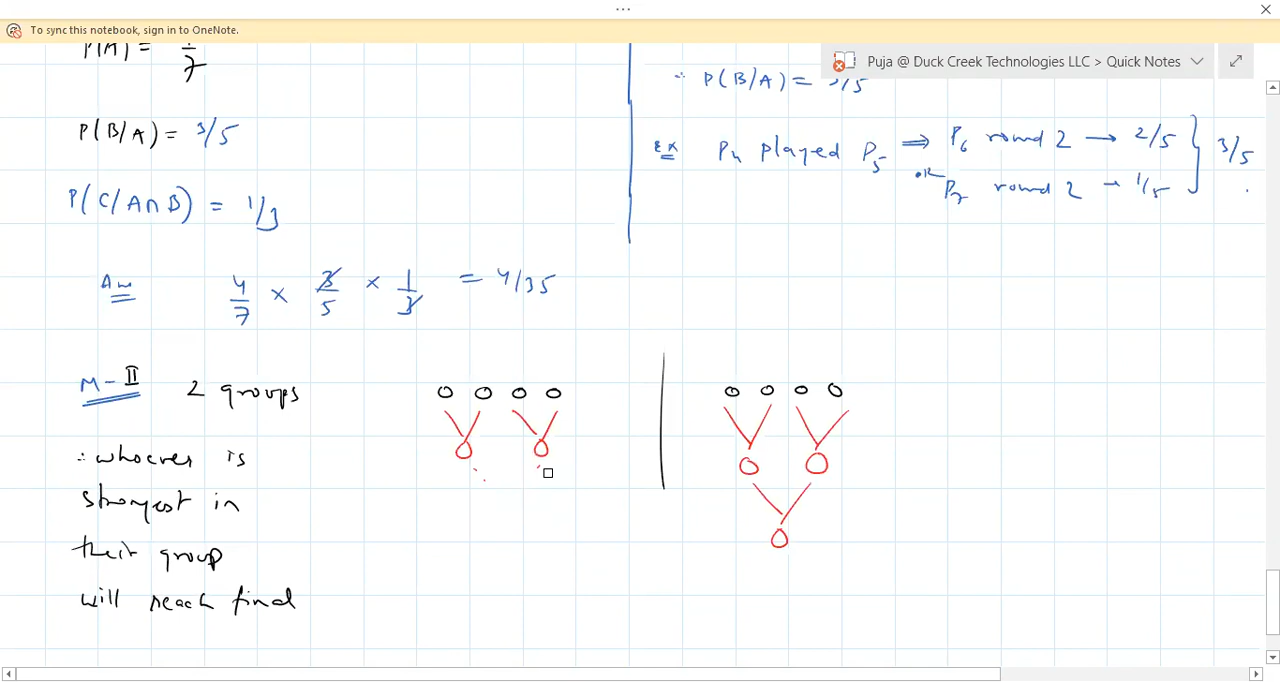 To sync this notebook, sign in to OneNote.
Puja @ Duck Creek Technologies LLC > Quick Notes
7
P(B/A) = 3/5
P(C/A∩B) = 1/3
Ans 4/7 × 3/5 × 1/3 = 4/35
∴ P(B/A) = 3/5
Ex P4 played P5 ⇒ P6 round 2 → 2/5
or P7 round 2 → 1/5 } 3/5
M-II 2 groups
∴ whoever is
strongest in
their group
will reach final